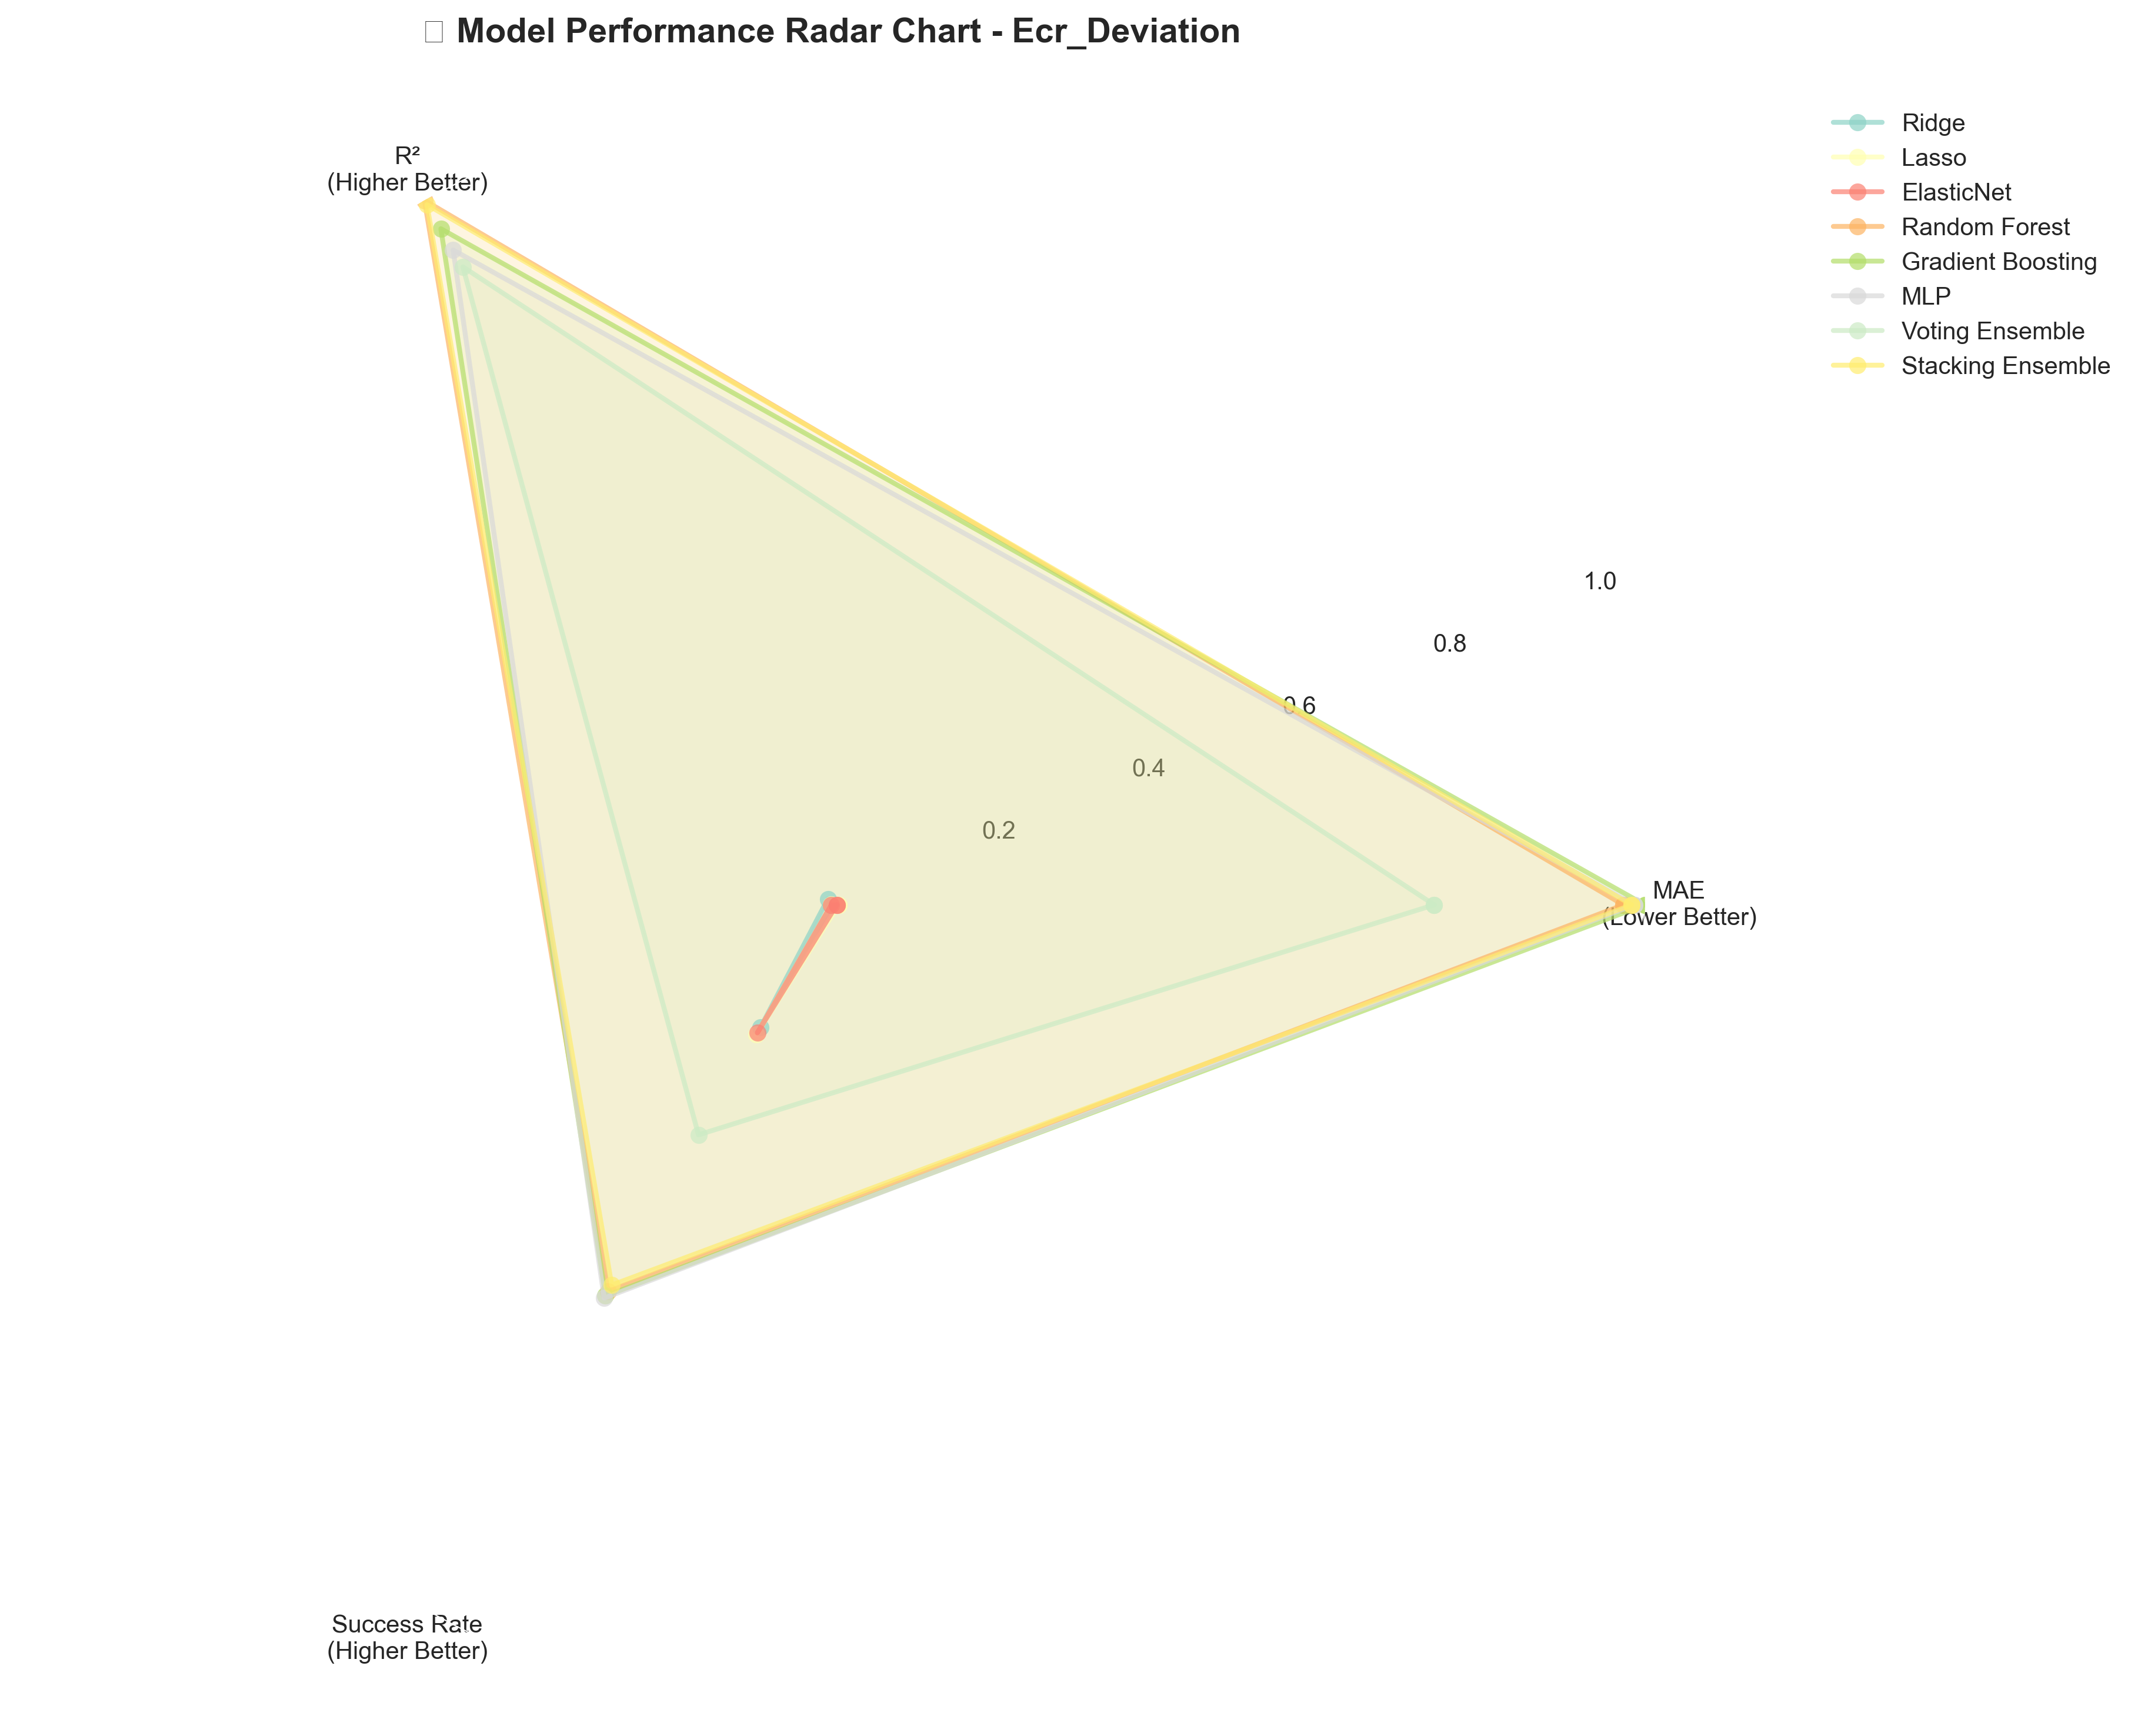 Model Performance Radar Chart - Ecr_Deviation
R²
(Higher Better)
Ridge
Lasso
ElasticNet
Random Forest
Gradient Boosting
MLP
Voting Ensemble
Stacking Ensemble
1.0
0.8
0.6
0.4
0.2
MAE
(Lower Better)
Success Rate
(Higher Better)